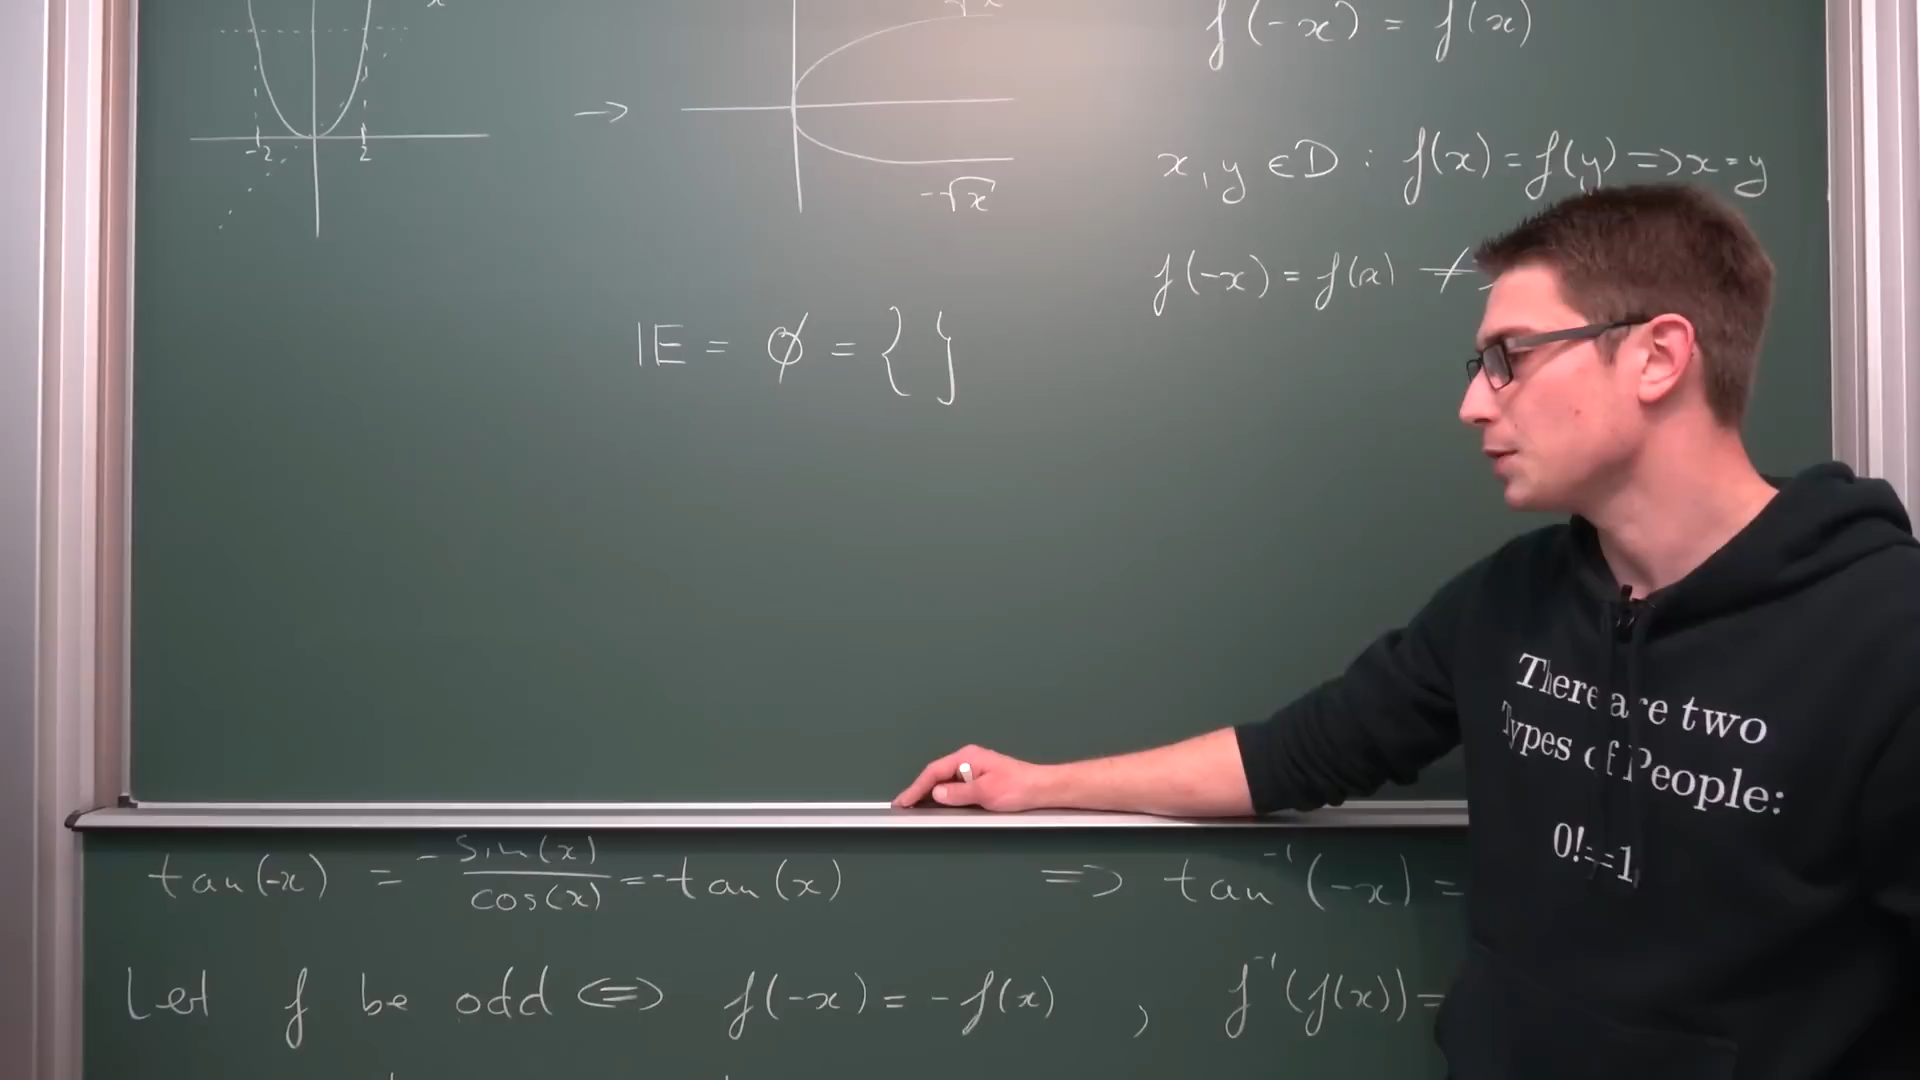 x
√x
f(-x) = f(x)
-2 2
→
-√x
x, y ∈ D : f(x) = f(y) => x = y
f(-x) = f(x) ≠>
|E = ∅ = { }
There are two
Types of People:
0!==1
tan(-x) = -sin(x)/cos(x) = -tan(x) => tan⁻¹(-x) =
Let f be odd <=> f(-x) = -f(x) , f⁻¹(f(x)) =